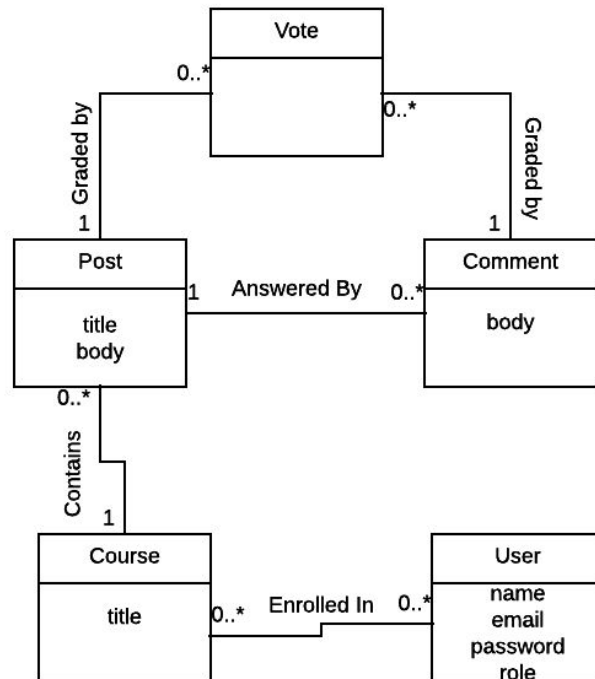 Vote
0..*
0..*
Graded by
Graded by
1
1
Post
Comment
1
Answered By
0..*
title
body
body
0..*
Contains
1
Course
User
title
0..*
Enrolled In
0..*
name
email
password
role